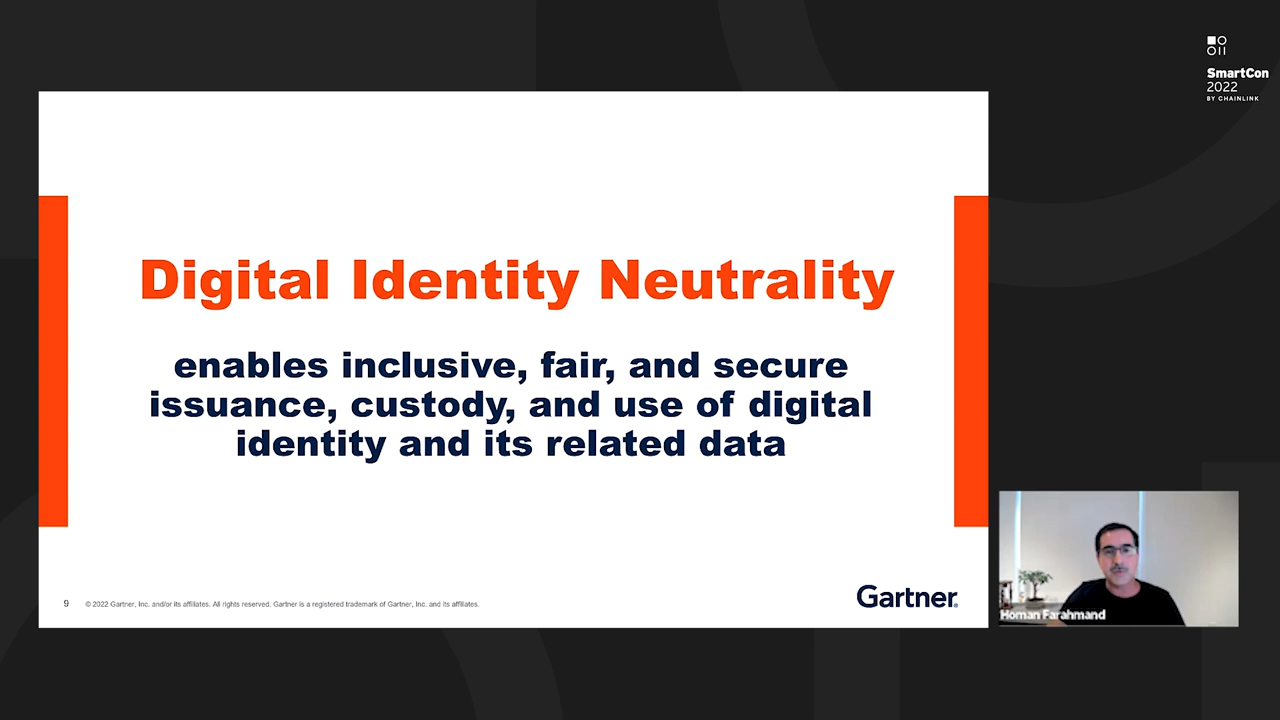 SmartCon
2022
BY CHAINLINK
Digital Identity Neutrality
enables inclusive, fair, and secure
issuance, custody, and use of digital
identity and its related data
9 © 2022 Gartner, Inc. and/or its affiliates. All rights reserved. Gartner is a registered trademark of Gartner, Inc. and its affiliates.
Gartner®
Homan Farahmand